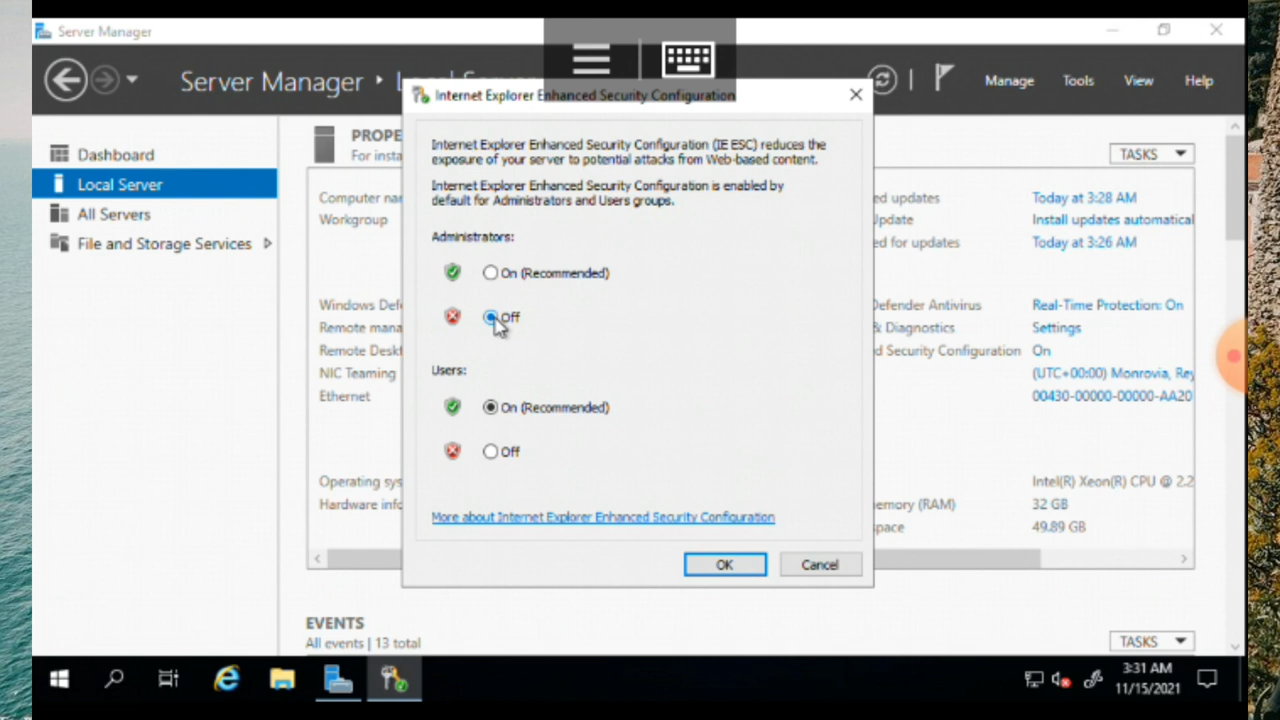 Server Manager
Server Manager
Manage
Tools
View
Help
Internet Explorer Enhanced Security Configuration
Internet Explorer Enhanced Security Configuration (IE ESC) reduces the
exposure of your server to potential attacks from Web-based content.
Internet Explorer Enhanced Security Configuration is enabled by
default for Administrators and Users groups.
Administrators:
On (Recommended)
Off
Users:
On (Recommended)
Off
More about Internet Explorer Enhanced Security Configuration
OK
Cancel
Dashboard
Local Server
All Servers
File and Storage Services
PROPE
For insta
TASKS
Computer na
Workgroup
Windows Def
Remote mana
Remote Deskt
NIC Teaming
Ethernet
Operating sys
Hardware info
ed updates
Update
ed for updates
Defender Antivirus
& Diagnostics
d Security Configuration
emory (RAM)
pace
Today at 3:28 AM
Install updates automatical
Today at 3:26 AM
Real-Time Protection: On
Settings
On
(UTC+00:00) Monrovia, Rey
00430-00000-00000-AA20
Intel(R) Xeon(R) CPU @ 2.2
32 GB
49.89 GB
EVENTS
All events | 13 total
TASKS
3:31 AM
11/15/2021